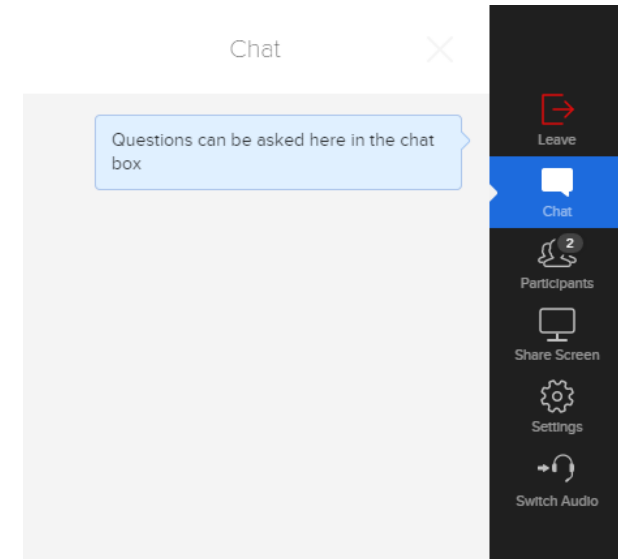 Chat
Questions can be asked here in the chat
box
Leave
Chat
2
Participants
Share Screen
Settings
Switch Audio